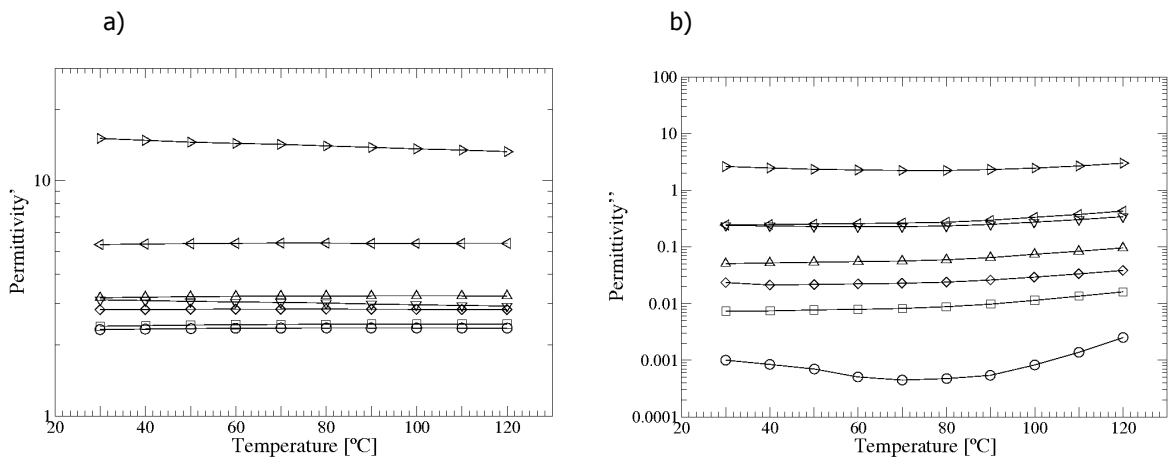 a)
b)
Permittivity'
10
1
20 40 60 80 100 120
Temperature [ºC]
Permittivity''
100
10
1
0.1
0.01
0.001
0.0001
20 40 60 80 100 120
Temperature [ºC]